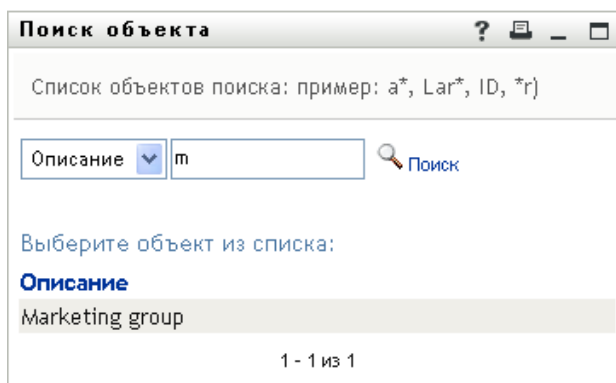 Поиск объекта ?
Список объектов поиска: пример: a*, Lar*, ID, *r)
Описание m Поиск
Выберите объект из списка:
Описание
Marketing group
1 - 1 из 1